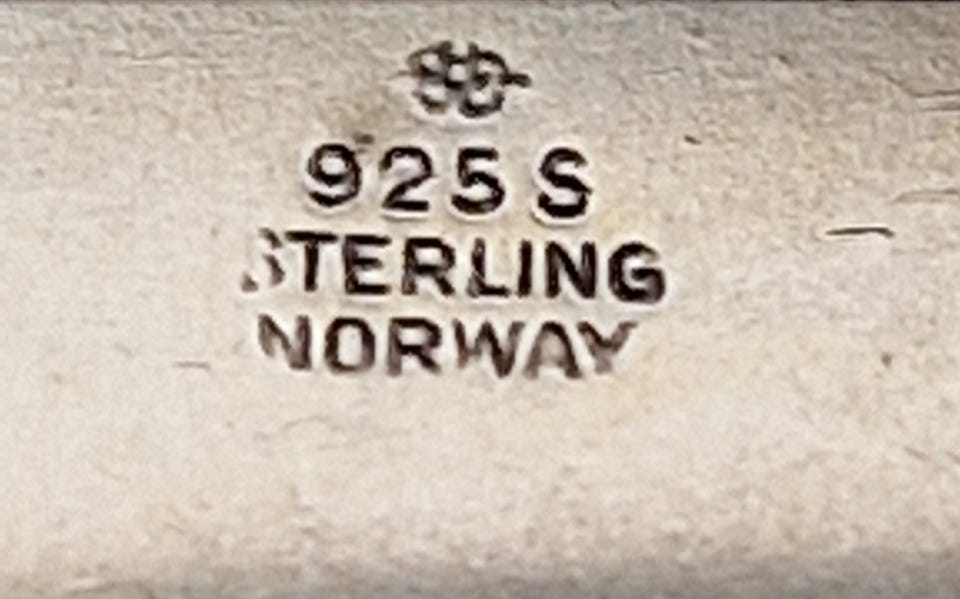 925 S
STERLING
NORWAY